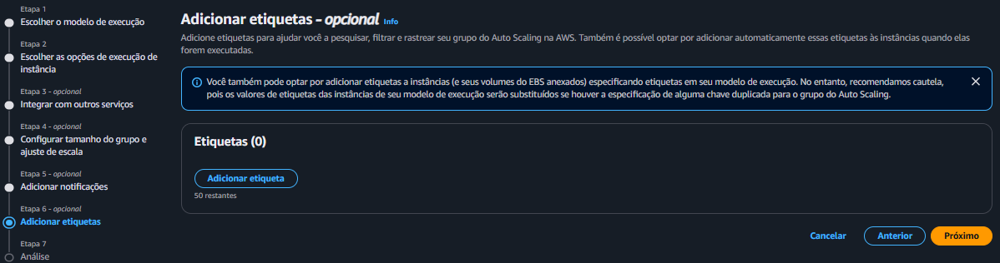 Etapa 1
Escolher o modelo de execução
Etapa 2
Escolher as opções de execução de
instância
Etapa 3 - opcional
Integrar com outros serviços
Etapa 4 - opcional
Configurar tamanho do grupo e
ajuste de escala
Etapa 5 - opcional
Adicionar notificações
Etapa 6 - opcional
Adicionar etiquetas
Etapa 7
Análise
Adicionar etiquetas - opcional Info
Adicione etiquetas para ajudar você a pesquisar, filtrar e rastrear seu grupo do Auto Scaling na AWS. Também é possível optar por adicionar automaticamente essas etiquetas às instâncias quando elas
forem executadas.
Você também pode optar por adicionar etiquetas a instâncias (e seus volumes do EBS anexados) especificando etiquetas em seu modelo de execução. No entanto, recomendamos cautela,
pois os valores de etiquetas das instâncias de seu modelo de execução serão substituídos se houver a especificação de alguma chave duplicada para o grupo do Auto Scaling.
Etiquetas (0)
Adicionar etiqueta
50 restantes
Cancelar
Anterior
Próximo